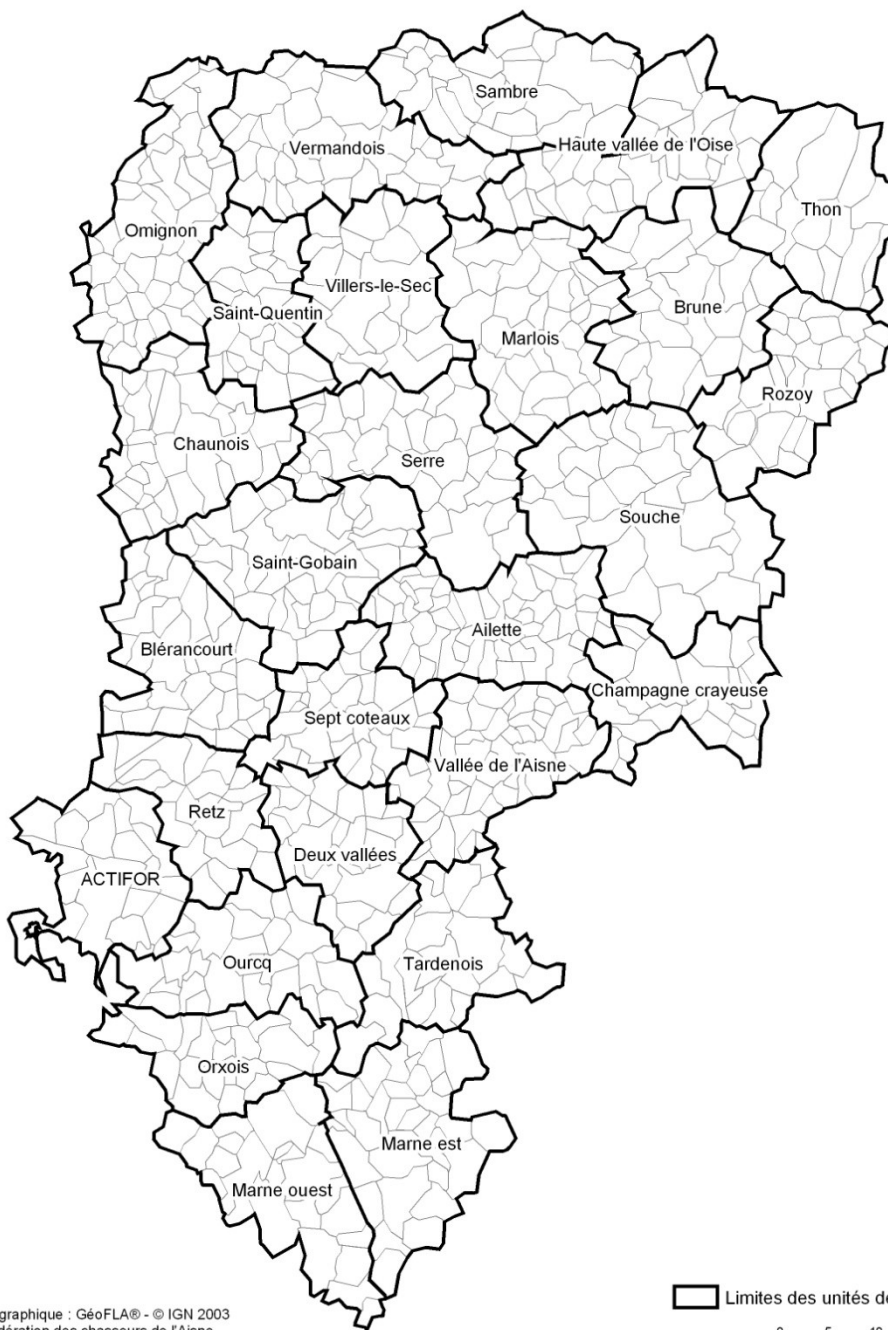 Sambre
Haute vallée de l'Oise
Vermandois
Thon
Omignon
Villers-le-Sec
Saint-Quentin
Brune
Marlois
Rozoy
Chaunois
Serre
Souche
Saint-Gobain
Ailette
Blérancourt
Champagne crayeuse
Sept coteaux
Vallée de l'Aisne
Retz
Deux vallées
ACTIFOR
Ourcq
Tardenois
Orxois
Marne est
Marne ouest
graphique : GéoFLA® - © IGN 2003
Limites des unités de